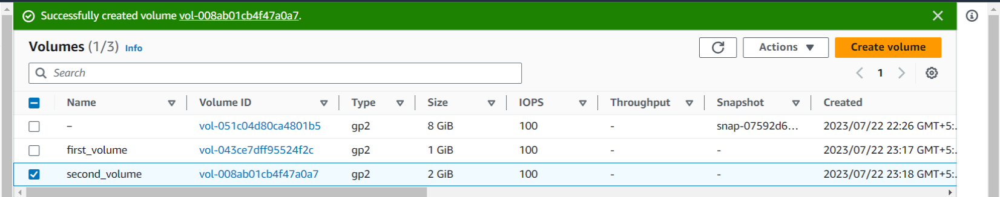 Successfully created volume vol-008ab01cb4f47a0a7.
Volumes (1/3) Info
Actions Create volume
Search
1
Name Volume ID Type Size IOPS Throughput Snapshot Created
– vol-051c04d80ca4801b5 gp2 8 GiB 100 - snap-07592d6... 2023/07/22 22:26 GMT+5:..
first_volume vol-043ce7dff95524f2c gp2 1 GiB 100 - - 2023/07/22 23:17 GMT+5:..
second_volume vol-008ab01cb4f47a0a7 gp2 2 GiB 100 - - 2023/07/22 23:18 GMT+5:..